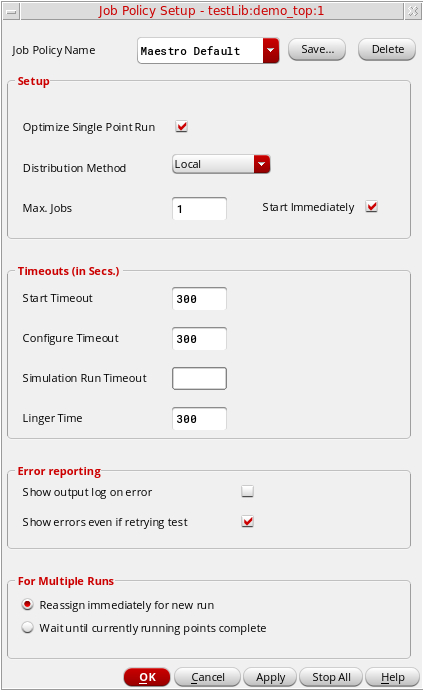 Job Policy Setup - testLib:demo_top:1
Job Policy Name Maestro Default Save... Delete
Setup
Optimize Single Point Run
Distribution Method Local
Max. Jobs 1 Start Immediately
Timeouts (in Secs.)
Start Timeout 300
Configure Timeout 300
Simulation Run Timeout
Linger Time 300
Error reporting
Show output log on error
Show errors even if retrying test
For Multiple Runs
Reassign immediately for new run
Wait until currently running points complete
OK Cancel Apply Stop All Help